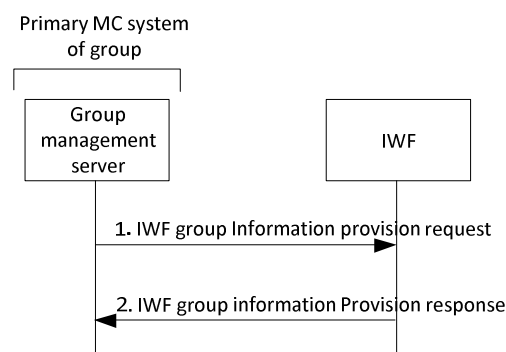 Primary MC system
of group
Group
management
server
IWF
1. IWF group Information provision request
2. IWF group information Provision response